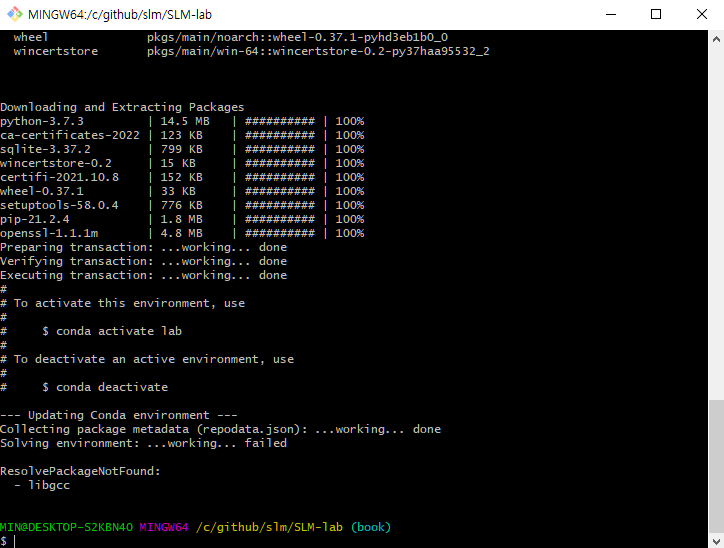 MINGW64:/c/github/slm/SLM-lab
wheel pkgs/main/noarch::wheel-0.37.1-pyhd3eb1b0_0
wincertstore pkgs/main/win-64::wincertstore-0.2-py37haa95532_2
Downloading and Extracting Packages
python-3.7.3 | 14.5 MB | ########## | 100%
ca-certificates-2022 | 123 KB | ########## | 100%
sqlite-3.37.2 | 799 KB | ########## | 100%
wincertstore-0.2 | 15 KB | ########## | 100%
certifi-2021.10.8 | 152 KB | ########## | 100%
wheel-0.37.1 | 33 KB | ########## | 100%
setuptools-58.0.4 | 776 KB | ########## | 100%
pip-21.2.4 | 1.8 MB | ########## | 100%
openssl-1.1.1m | 4.8 MB | ########## | 100%
Preparing transaction: ...working... done
Verifying transaction: ...working... done
Executing transaction: ...working... done
#
# To activate this environment, use
#
# $ conda activate lab
#
# To deactivate an active environment, use
#
# $ conda deactivate
--- Updating Conda environment ---
Collecting package metadata (repodata.json): ...working... done
Solving environment: ...working... failed
ResolvePackageNotFound:
- libgcc
MIN@DESKTOP-S2KBN4O MINGW64 /c/github/slm/SLM-lab (book)
$